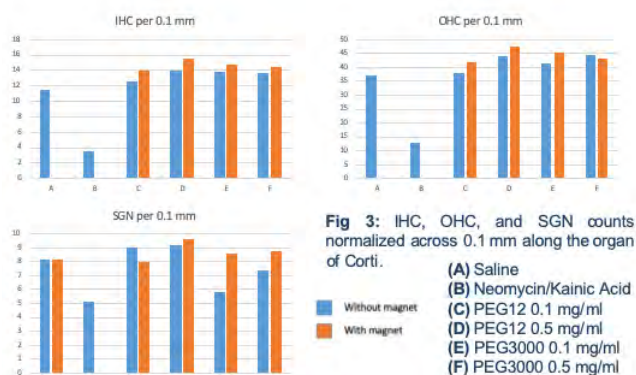 IHC per 0.1 mm
18
16
14
12
10
8
6
4
2
0
A B C D E F
OHC per 0.1 mm
50
45
40
35
30
25
20
15
10
5
0
A B C D E F
SGN per 0.1 mm
10
9
8
7
6
5
4
3
2
1
0
Fig 3: IHC, OHC, and SGN counts
normalized across 0.1 mm along the organ
of Corti.
Without magnet
With magnet
(A) Saline
(B) Neomycin/Kainic Acid
(C) PEG12 0.1 mg/ml
(D) PEG12 0.5 mg/ml
(E) PEG3000 0.1 mg/ml
(F) PEG3000 0.5 mg/ml